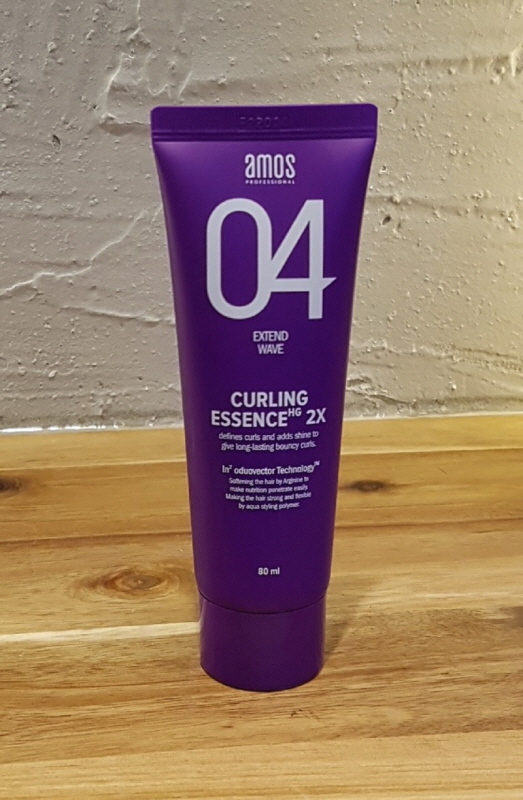 amos
PROFESSIONAL
04
EXTEND
WAVE
CURLING
ESSENCEHG 2X
defines curls and adds shine to
give long-lasting bouncy curls.
In² oduovector Technology™
Softening the hair by Arginine to
make nutrition penetrate easily.
Making the hair strong and flexible
by aqua styling polymer.
80 ml